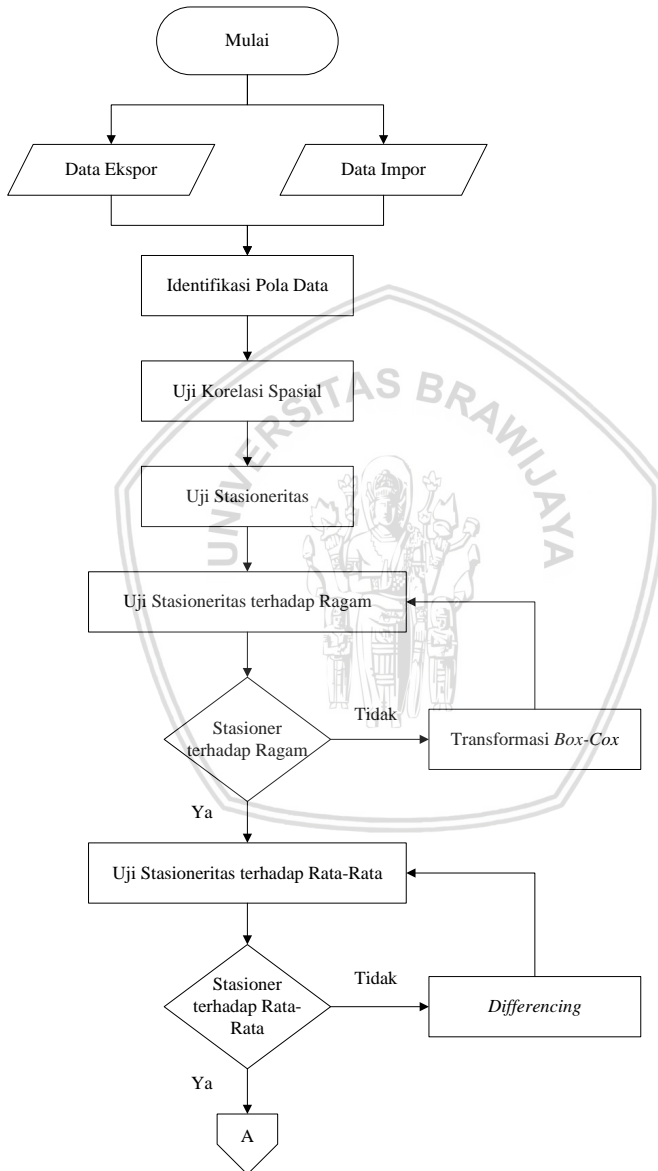 Mulai
Data Ekspor
Data Impor
Identifikasi Pola Data
Uji Korelasi Spasial
UNIVERSITAS BRAWIJAYA
Uji Stasioneritas
Uji Stasioneritas terhadap Ragam
Stasioner
terhadap Ragam
Tidak
Transformasi Box-Cox
Ya
Uji Stasioneritas terhadap Rata-Rata
Stasioner
terhadap Rata-
Rata
Tidak
Differencing
Ya
A